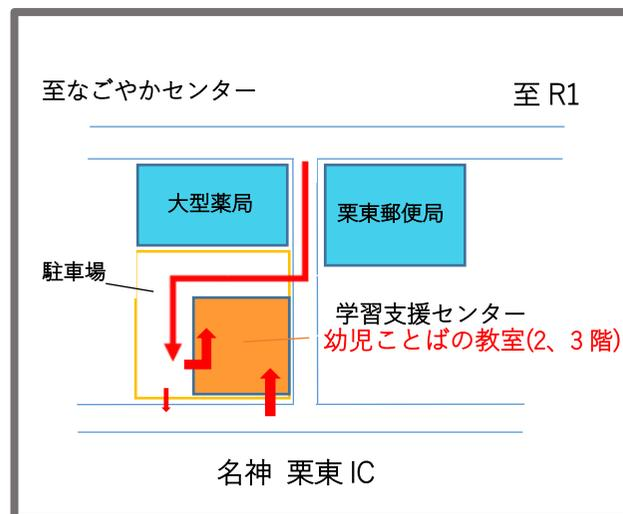 至なごやかセンター
至 R1
大型薬局
栗東郵便局
駐車場
学習支援センター
幼児ことばの教室(2、3 階)
名神 栗東 IC